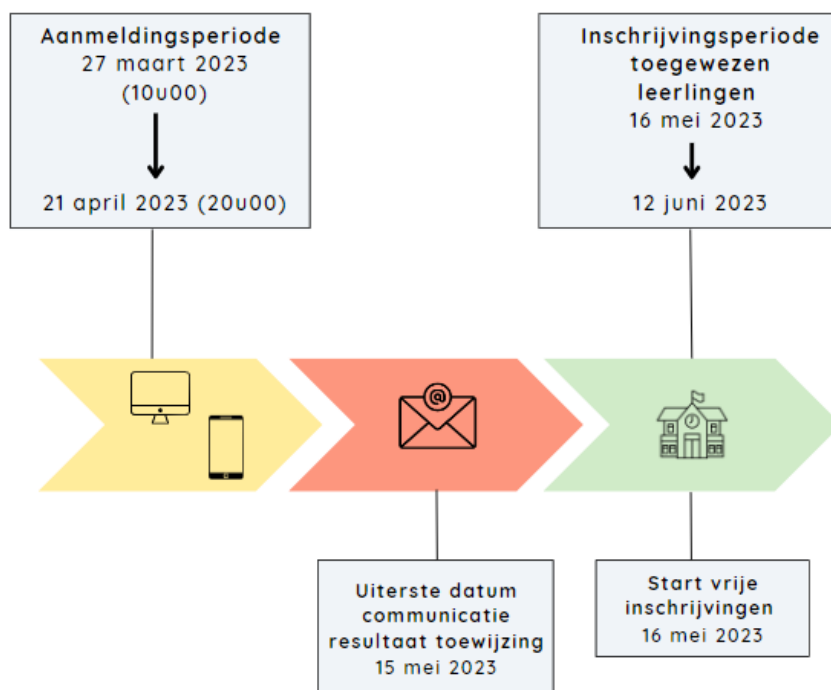 Aanmeldingsperiode
27 maart 2023
(10u00)
21 april 2023 (20u00)
Inschrijvingsperiode
toegewezen
leerlingen
16 mei 2023
12 juni 2023
@
Uiterste datum
communicatie
resultaat toewijzing
15 mei 2023
Start vrije
inschrijvingen
16 mei 2023